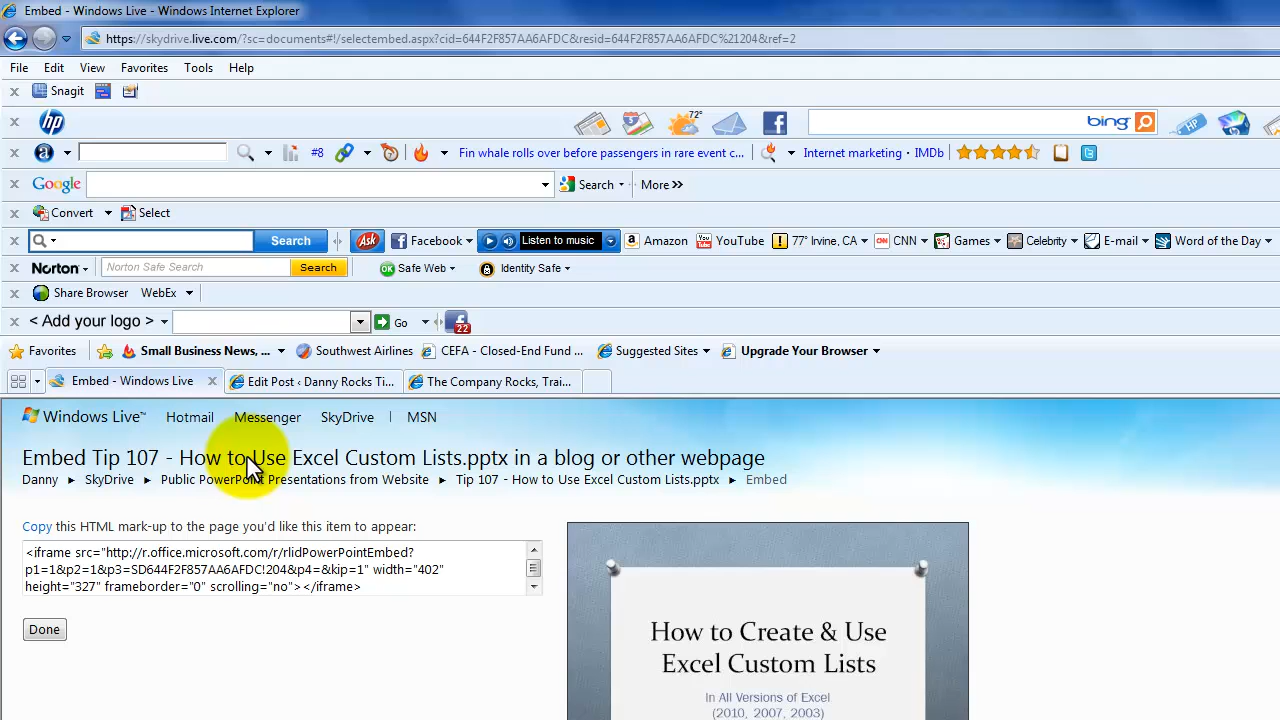 Embed - Windows Live - Windows Internet Explorer
https://skydrive.live.com/?sc=documents#!/selectembed.aspx?cid=644F2F857AA6AFDC&resid=644F2F857AA6AFDC%21204&ref=2
File Edit View Favorites Tools Help
x Snagit
x hp 72° f bing HP
x a #8 Fin whale rolls over before passengers in rare event c... Internet marketing · IMDb
x Google Search More >>
x Convert Select
x Search Ask Facebook Listen to music Amazon YouTube 77° Irvine, CA CNN Games Celebrity E-mail Word of the Day
x Norton Norton Safe Search Search OK Safe Web Identity Safe
x Share Browser WebEx
x < Add your logo > Go 22
Favorites Small Business News, ... Southwest Airlines CEFA - Closed-End Fund ... Suggested Sites Upgrade Your Browser
Embed - Windows Live x Edit Post ‹ Danny Rocks Ti... The Company Rocks, Trai...
Windows Live™ Hotmail Messenger SkyDrive | MSN
Embed Tip 107 - How to Use Excel Custom Lists.pptx in a blog or other webpage
Danny ► SkyDrive ► Public PowerPoint Presentations from Website ► Tip 107 - How to Use Excel Custom Lists.pptx ► Embed
Copy this HTML mark-up to the page you'd like this item to appear:
<iframe src="http://r.office.microsoft.com/r/rlidPowerPointEmbed?
p1=1&p2=1&p3=SD644F2F857AA6AFDC!204&p4=&kip=1" width="402"
height="327" frameborder="0" scrolling="no"></iframe>
Done
How to Create & Use
Excel Custom Lists
In All Versions of Excel
(2010, 2007, 2003)